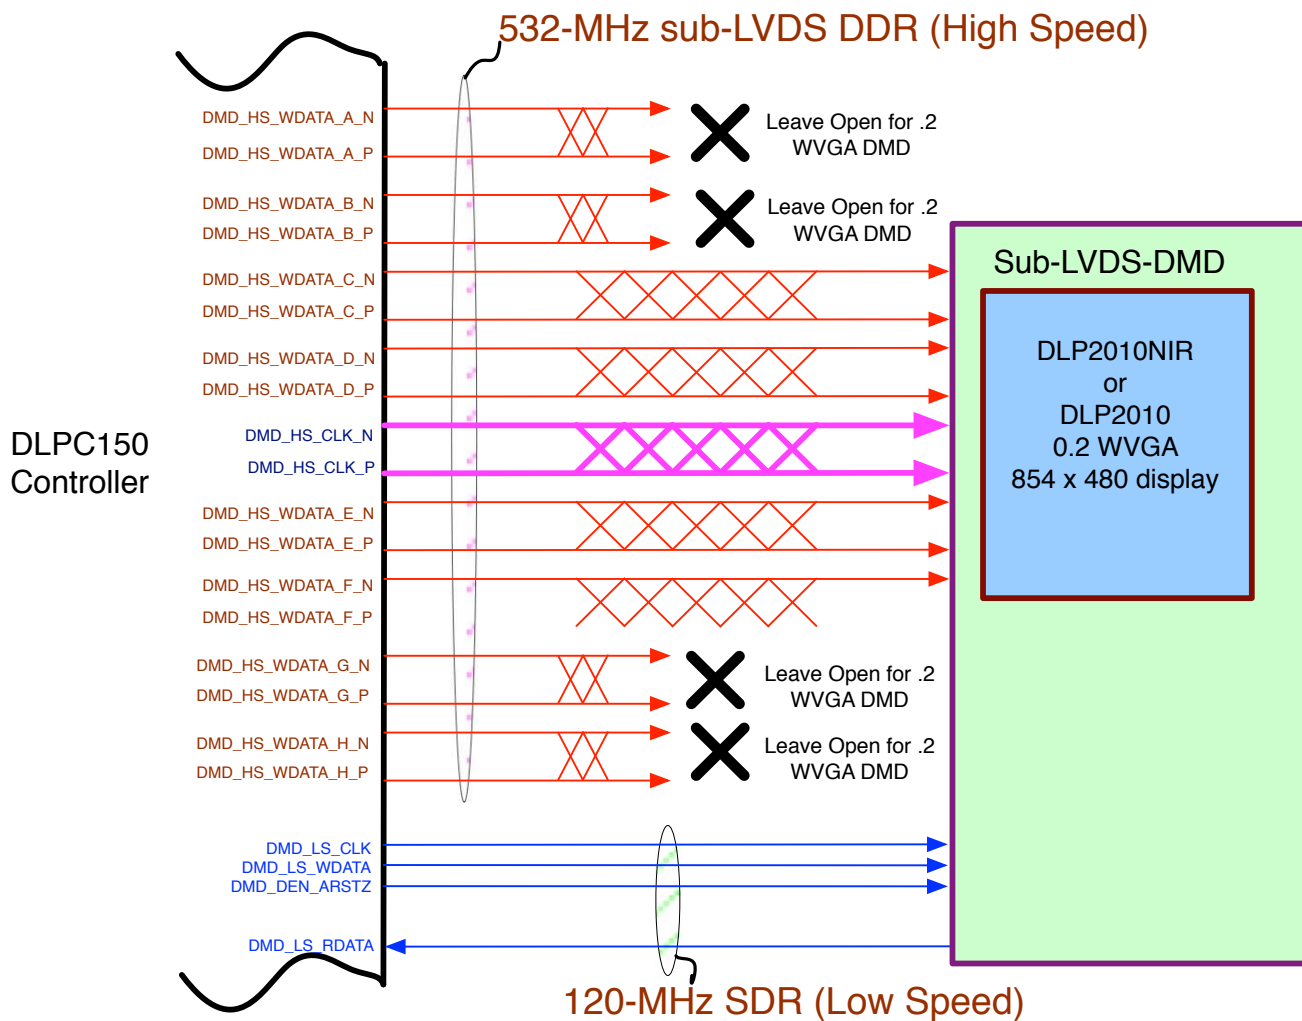 532-MHz sub-LVDS DDR (High Speed)
DMD_HS_WDATA_A_N
DMD_HS_WDATA_A_P
Leave Open for .2
WVGA DMD
DMD_HS_WDATA_B_N
DMD_HS_WDATA_B_P
Leave Open for .2
WVGA DMD
DMD_HS_WDATA_C_N
DMD_HS_WDATA_C_P
DMD_HS_WDATA_D_N
DMD_HS_WDATA_D_P
DLPC150
Controller
DMD_HS_CLK_N
DMD_HS_CLK_P
DMD_HS_WDATA_E_N
DMD_HS_WDATA_E_P
DMD_HS_WDATA_F_N
DMD_HS_WDATA_F_P
Sub-LVDS-DMD
DLP2010NIR
or
DLP2010
0.2 WVGA
854 x 480 display
DMD_HS_WDATA_G_N
DMD_HS_WDATA_G_P
Leave Open for .2
WVGA DMD
DMD_HS_WDATA_H_N
DMD_HS_WDATA_H_P
Leave Open for .2
WVGA DMD
DMD_LS_CLK
DMD_LS_WDATA
DMD_DEN_ARSTZ
DMD_LS_RDATA
120-MHz SDR (Low Speed)